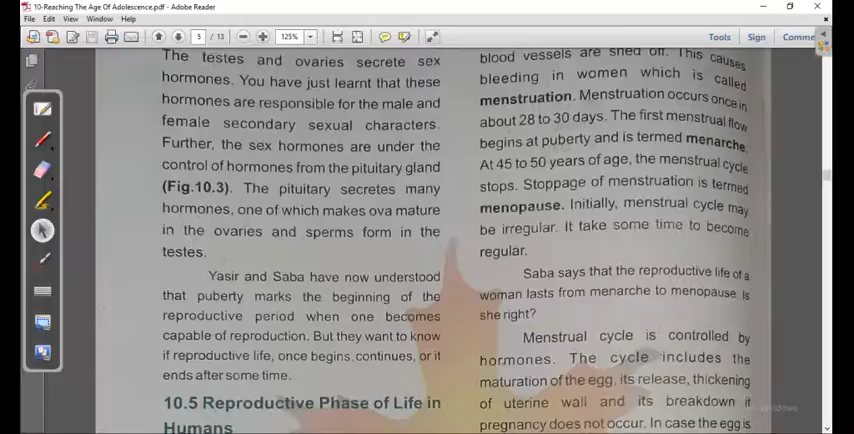 10-Reaching The Age Of Adolescence.pdf - Adobe Reader
File Edit View Window Help
5 / 13 125% Tools Sign Comme
The testes and ovaries secrete sex
hormones. You have just learnt that these
hormones are responsible for the male and
female secondary sexual characters.
Further, the sex hormones are under the
control of hormones from the pituitary gland
(Fig.10.3). The pituitary secretes many
hormones, one of which makes ova mature
in the ovaries and sperms form in the
testes.
Yasir and Saba have now understood
that puberty marks the beginning of the
reproductive period when one becomes
capable of reproduction. But they want to know
if reproductive life, once begins, continues, or it
ends after some time.
10.5 Reproductive Phase of Life in
Humans
blood vessels are shed off. This causes
bleeding in women which is called
menstruation. Menstruation occurs once in
about 28 to 30 days. The first menstrual flow
begins at puberty and is termed menarche.
At 45 to 50 years of age, the menstrual cycle
stops. Stoppage of menstruation is termed
menopause. Initially, menstrual cycle may
be irregular. It take some time to become
regular.
Saba says that the reproductive life of a
woman lasts from menarche to menopause. Is
she right?
Menstrual cycle is controlled by
hormones. The cycle includes the
maturation of the egg, its release, thickening
of uterine wall and its breakdown if
pregnancy does not occur. In case the egg is